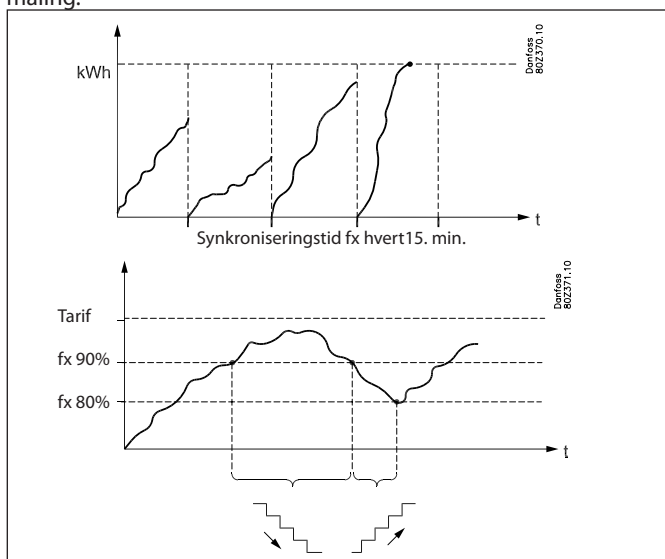 måling.
kWh
Danfoss
80Z370.10
t
Synkroniseringstid fx hvert15. min.
Danfoss
80Z371.10
Tarif
fx 90%
fx 80%
t